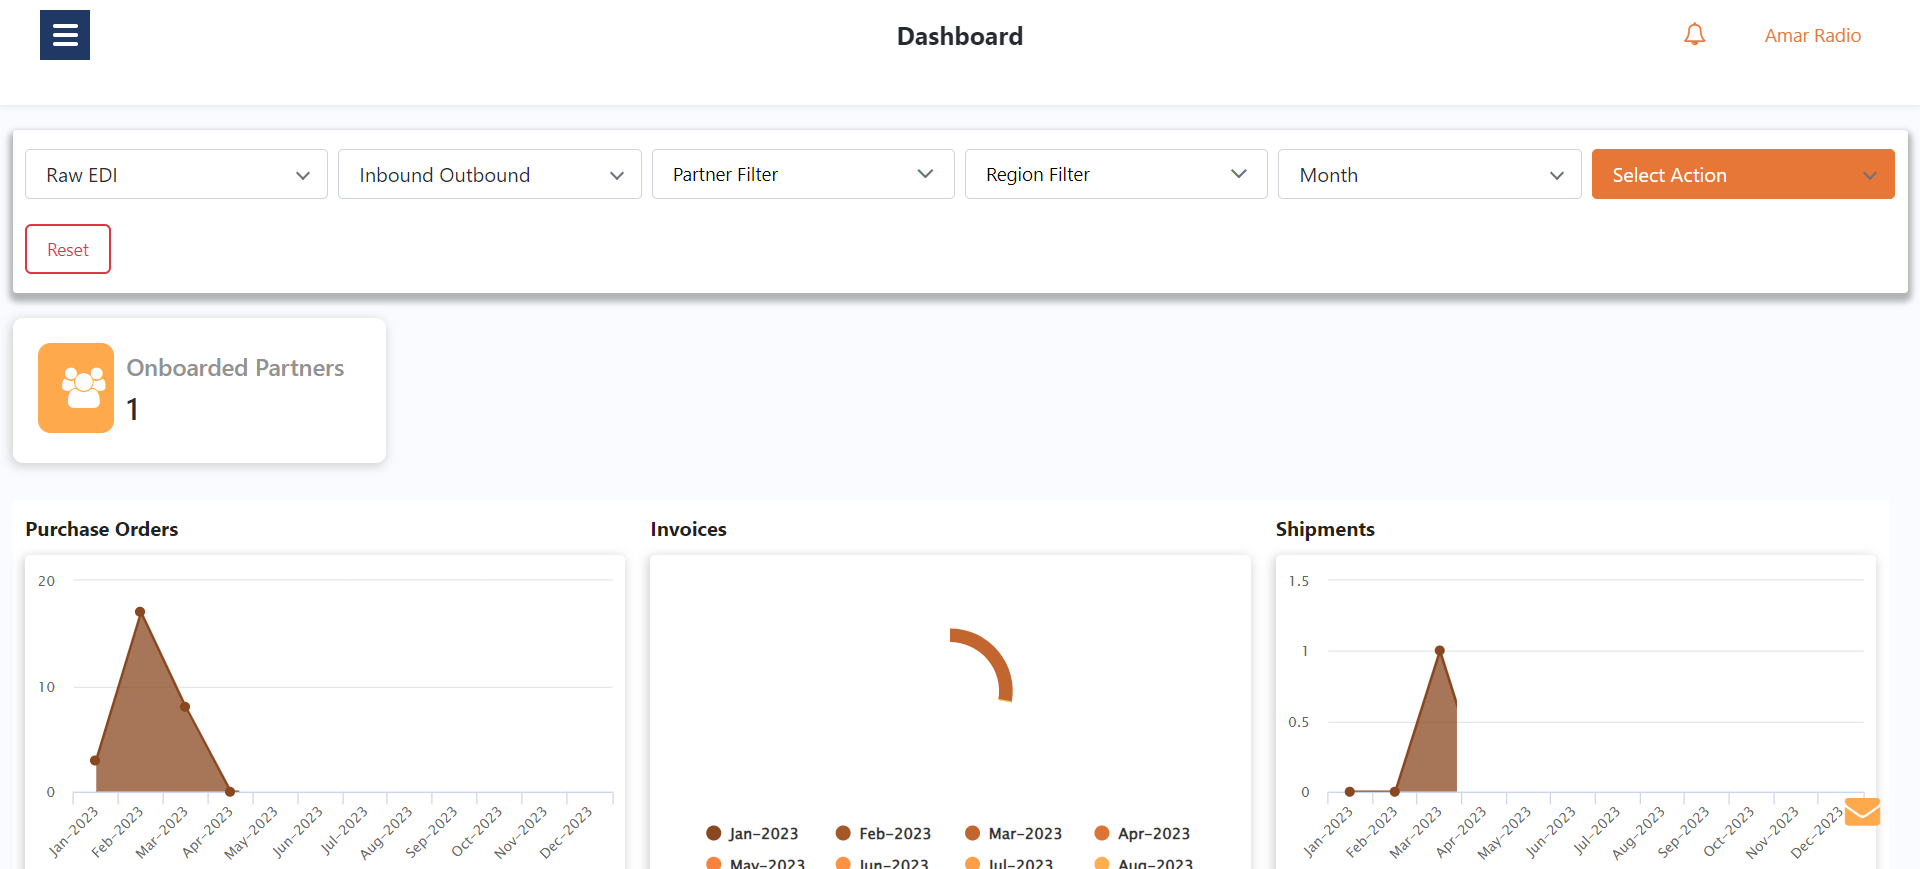 Dashboard
Amar Radio
Raw EDI
Inbound Outbound
Partner Filter
Region Filter
Month
Select Action
Reset
Onboarded Partners
1
Purchase Orders
20
10
0
Jan-2023
Feb-2023
Mar-2023
Apr-2023
May-2023
Jun-2023
Jul-2023
Aug-2023
Sep-2023
Oct-2023
Nov-2023
Dec-2023
Invoices
Jan-2023
Feb-2023
Mar-2023
Apr-2023
May-2023
Jun-2023
Jul-2023
Aug-2023
Shipments
1.5
1
0.5
0
Jan-2023
Feb-2023
Mar-2023
Apr-2023
May-2023
Jun-2023
Jul-2023
Aug-2023
Sep-2023
Oct-2023
Nov-2023
Dec-2023